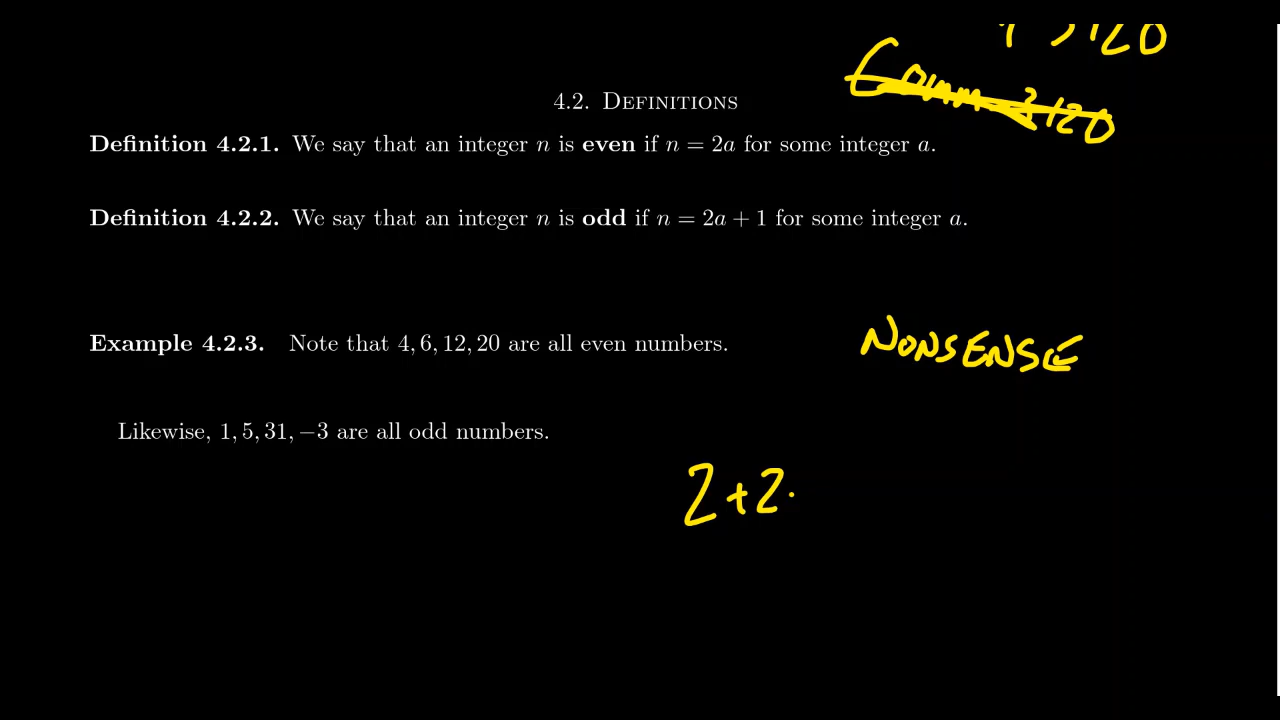 3120
Comm 3120
4.2. Definitions
Definition 4.2.1. We say that an integer n is even if n = 2a for some integer a.
Definition 4.2.2. We say that an integer n is odd if n = 2a + 1 for some integer a.
Example 4.2.3. Note that 4, 6, 12, 20 are all even numbers.
NONSENSE
Likewise, 1, 5, 31, −3 are all odd numbers.
2+2